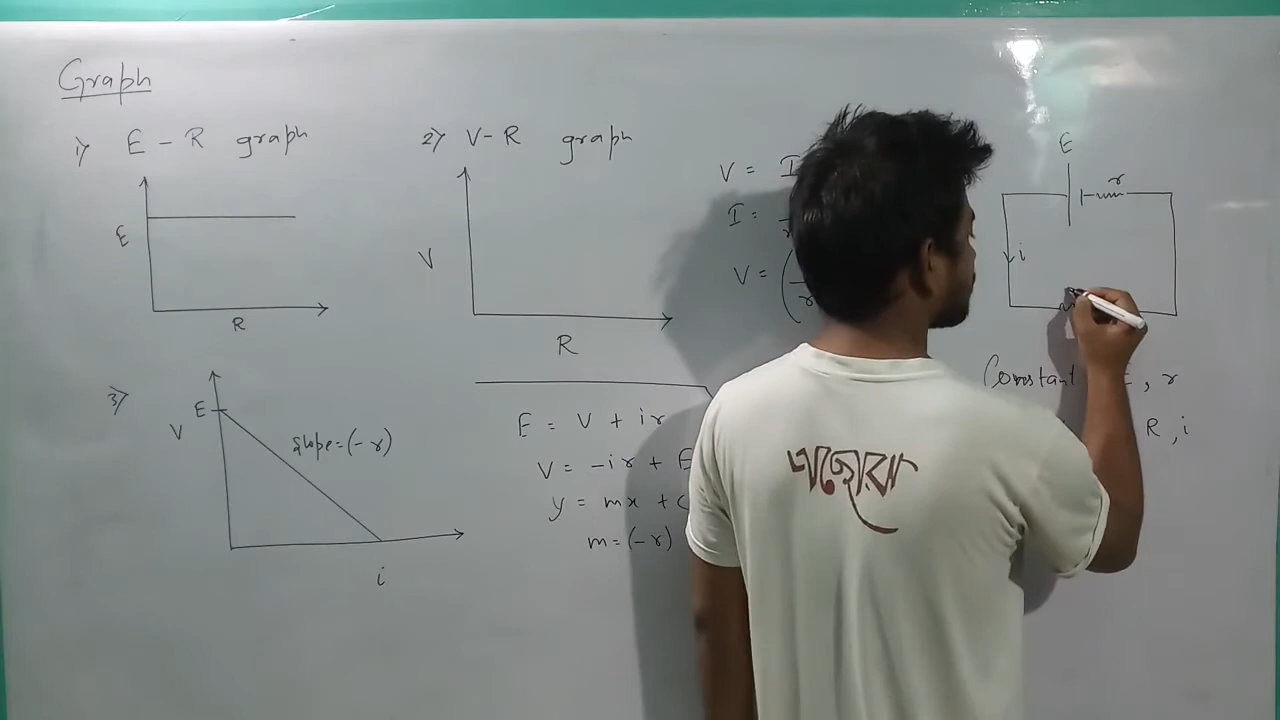 Graph
1) E - R graph
E
R
2) V-R graph
V
R
V = I
I =
V = (
r
E
r
i
Constant E, r
R, i
3)
E
V
slope = (-r)
i
E = V + ir
V = -ir + E
y = mx + c
m = (-r)